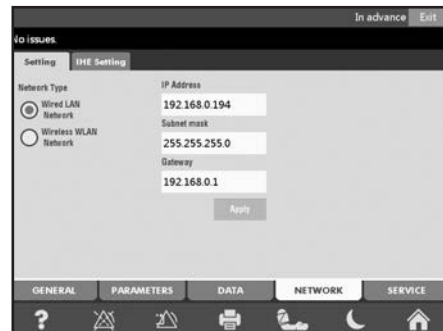 In advance Exit
No issues.
Setting IHE Setting
Network Type
Wired LAN
Network
Wireless WLAN
Network
IP Address
192.168.0.194
Subnet mask
255.255.255.0
Gateway
192.168.0.1
Apply
GENERAL PARAMETERS DATA NETWORK SERVICE
?